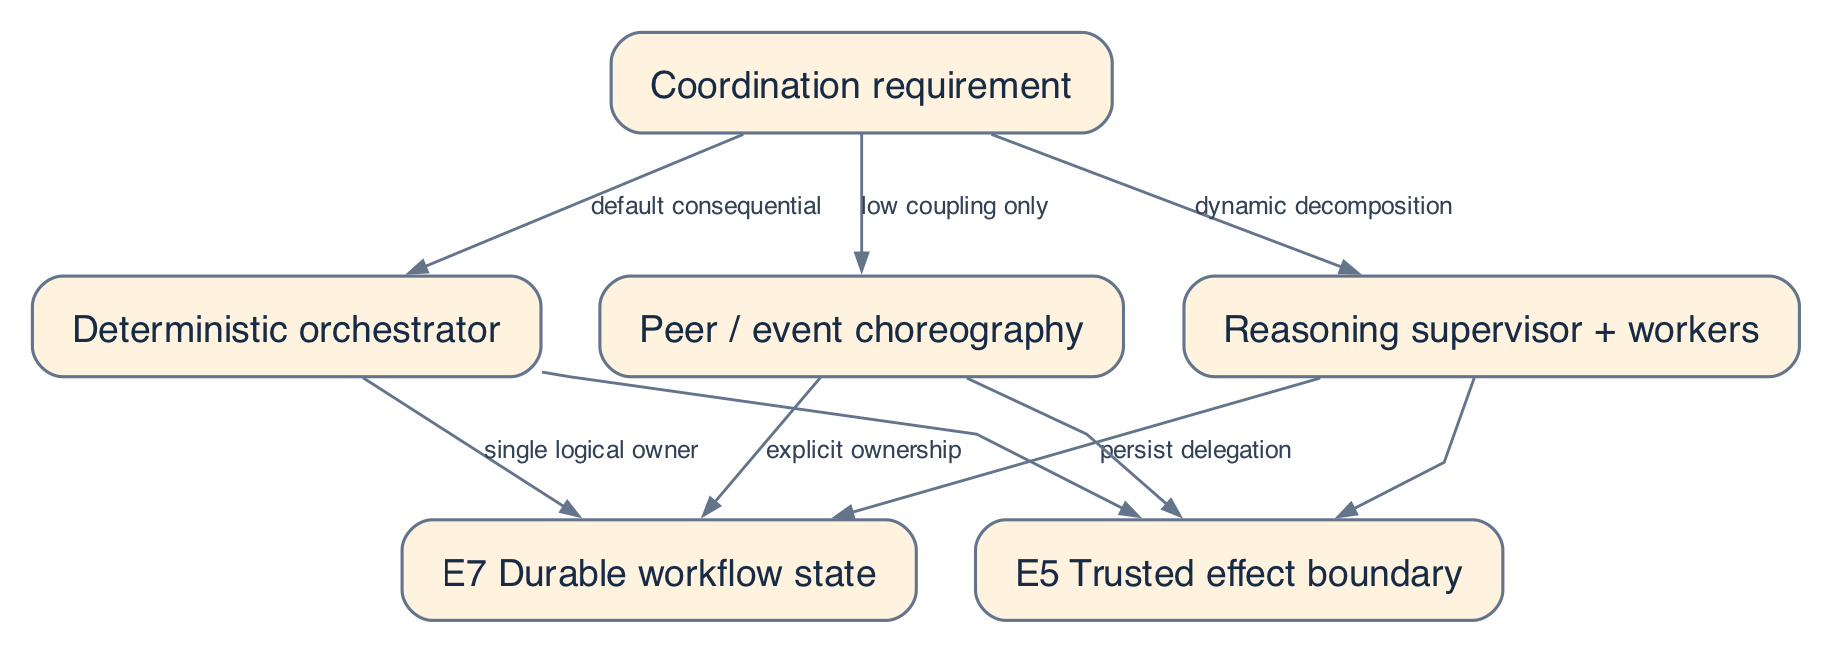 Coordination requirement
default consequential
low coupling only
dynamic decomposition
Deterministic orchestrator
Peer / event choreography
Reasoning supervisor + workers
single logical owner
explicit ownership
persist delegation
E7 Durable workflow state
E5 Trusted effect boundary